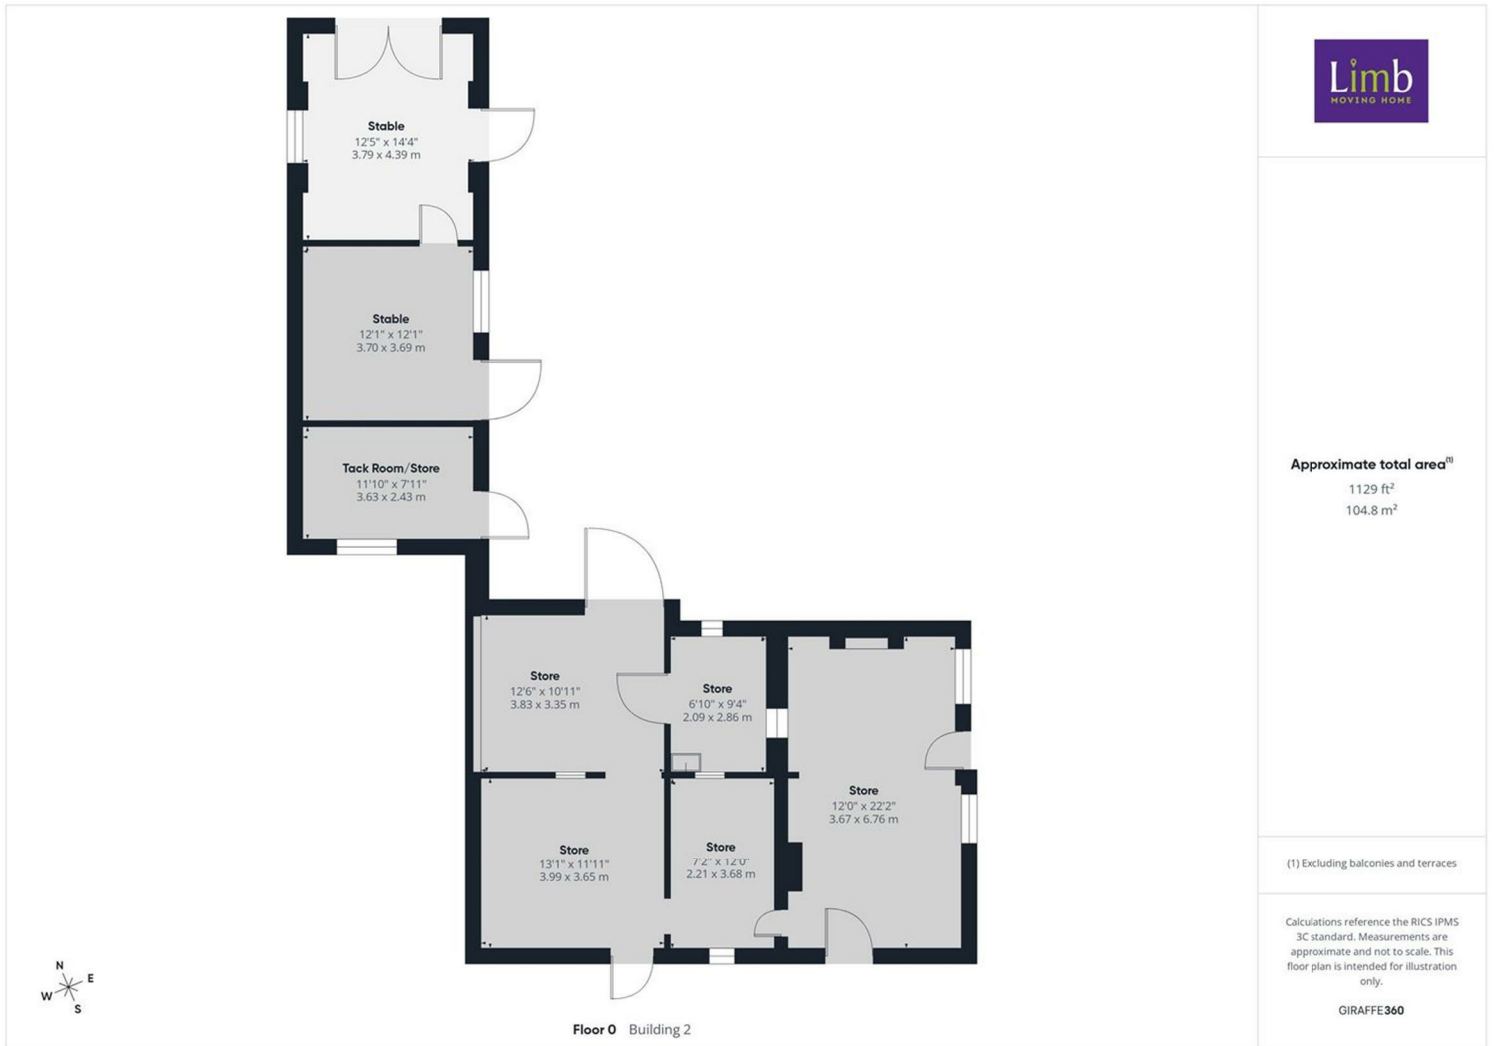 Limb
MOVING HOME
Stable
12'5" x 14'4"
3.79 x 4.39 m
Stable
12'1" x 12'1"
3.70 x 3.69 m
Tack Room/Store
11'10" x 7'11"
3.63 x 2.43 m
Store
12'6" x 10'11"
3.83 x 3.35 m
Store
6'10" x 9'4"
2.09 x 2.86 m
Store
12'0" x 22'2"
3.67 x 6.76 m
Store
13'1" x 11'11"
3.99 x 3.65 m
Store
7'2" x 12'0"
2.21 x 3.68 m
Approximate total area(1)
1129 ft²
104.8 m²
(1) Excluding balconies and terraces
Calculations reference the RICS IPMS
3C standard. Measurements are
approximate and not to scale. This
floor plan is intended for illustration
only.
GIRAFFE360
N
E
W
S
Floor 0 Building 2